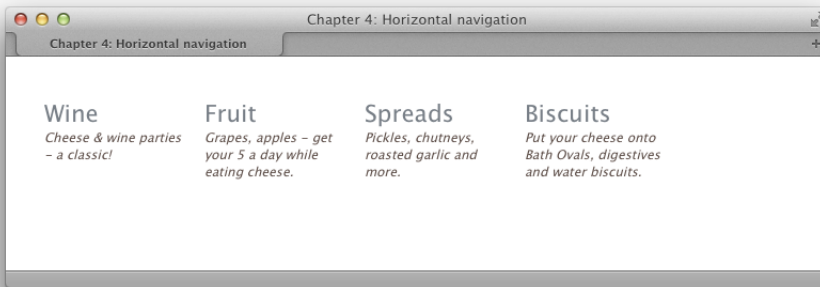 Chapter 4: Horizontal navigation
Chapter 4: Horizontal navigation
Wine
Cheese & wine parties
– a classic!
Fruit
Grapes, apples – get
your 5 a day while
eating cheese.
Spreads
Pickles, chutneys,
roasted garlic and
more.
Biscuits
Put your cheese onto
Bath Ovals, digestives
and water biscuits.